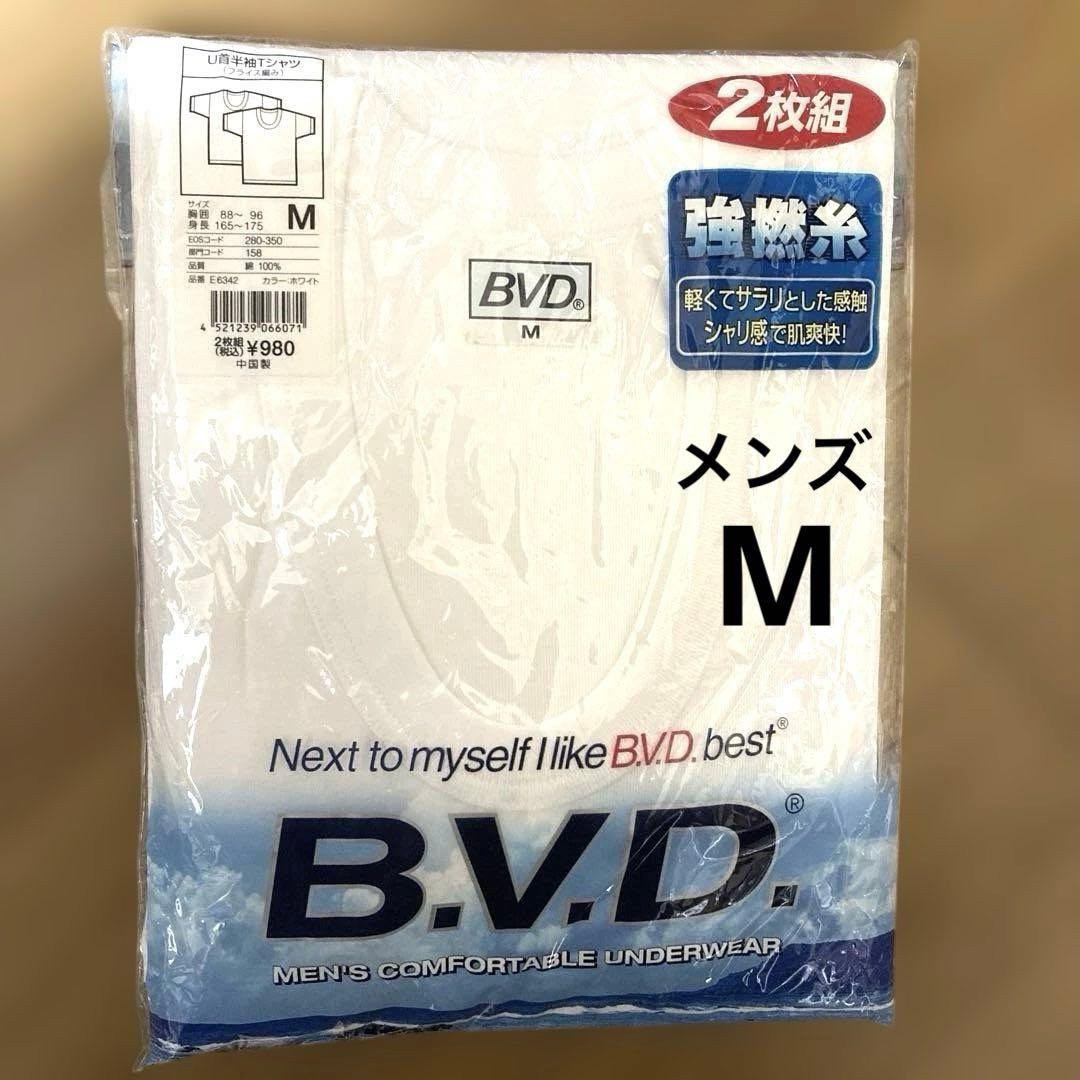 U首半袖Tシャツ
(フライス編み)
サイズ
胸囲 88～ 96
身長 165～175
M
EOSコード 280-350
部門コード 158
品質 綿 100%
品番 E6342 カラー:ホワイト
4 521239 066071
2枚組
(税込) ¥980
中国製
BVD®
M
2枚組
強撚糸
軽くてサラリとした感触
シャリ感で肌爽快!
メンズ
M
Next to myself I like B.V.D. best®
B.V.D.®
MEN'S COMFORTABLE UNDERWEAR